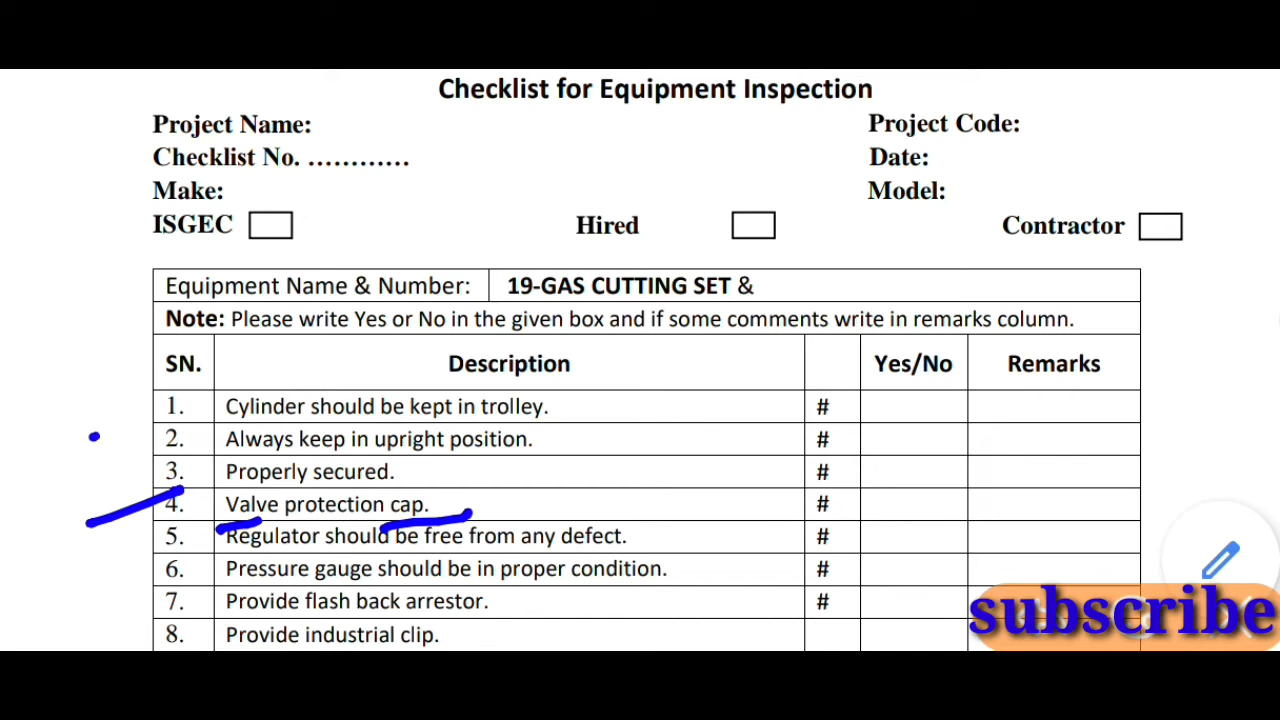 Checklist for Equipment Inspection
Project Name: Project Code:
Checklist No. ………… Date:
Make: Model:
ISGEC Hired Contractor
Equipment Name & Number: 19-GAS CUTTING SET &
Note: Please write Yes or No in the given box and if some comments write in remarks column.
SN. Description Yes/No Remarks
1. Cylinder should be kept in trolley. #
2. Always keep in upright position. #
3. Properly secured. #
4. Valve protection cap. #
5. Regulator should be free from any defect. #
6. Pressure gauge should be in proper condition. #
7. Provide flash back arrestor. #
8. Provide industrial clip.
subscribe